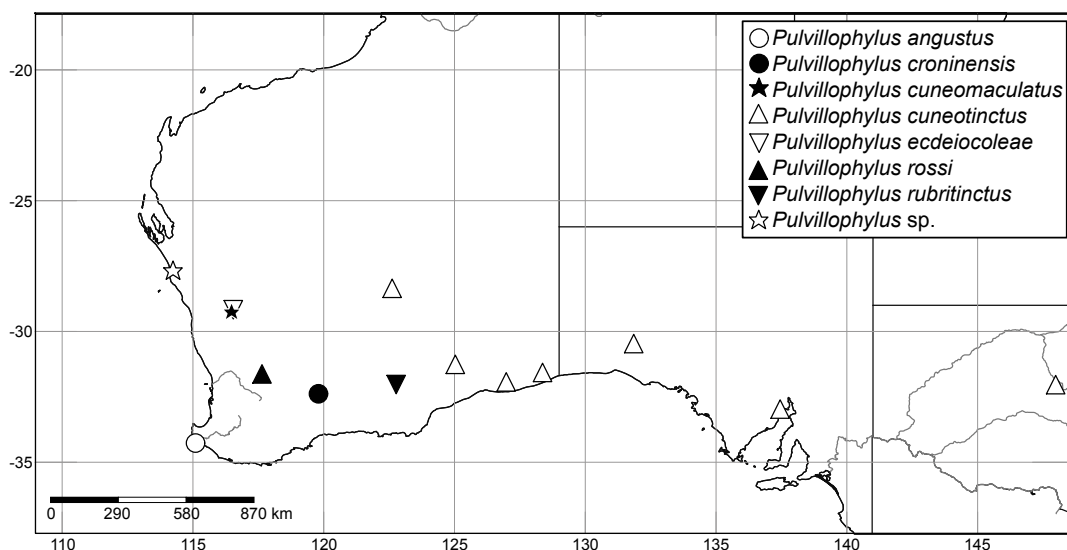 Pulvillophylus angustus
Pulvillophylus croninensis
Pulvillophylus cuneomaculatus
Pulvillophylus cuneotinctus
Pulvillophylus ecdeiocoleae
Pulvillophylus rossi
Pulvillophylus rubritinctus
Pulvillophylus sp.
-20
-25
-30
-35
0 290 580 870 km
110 115 120 125 130 135 140 145